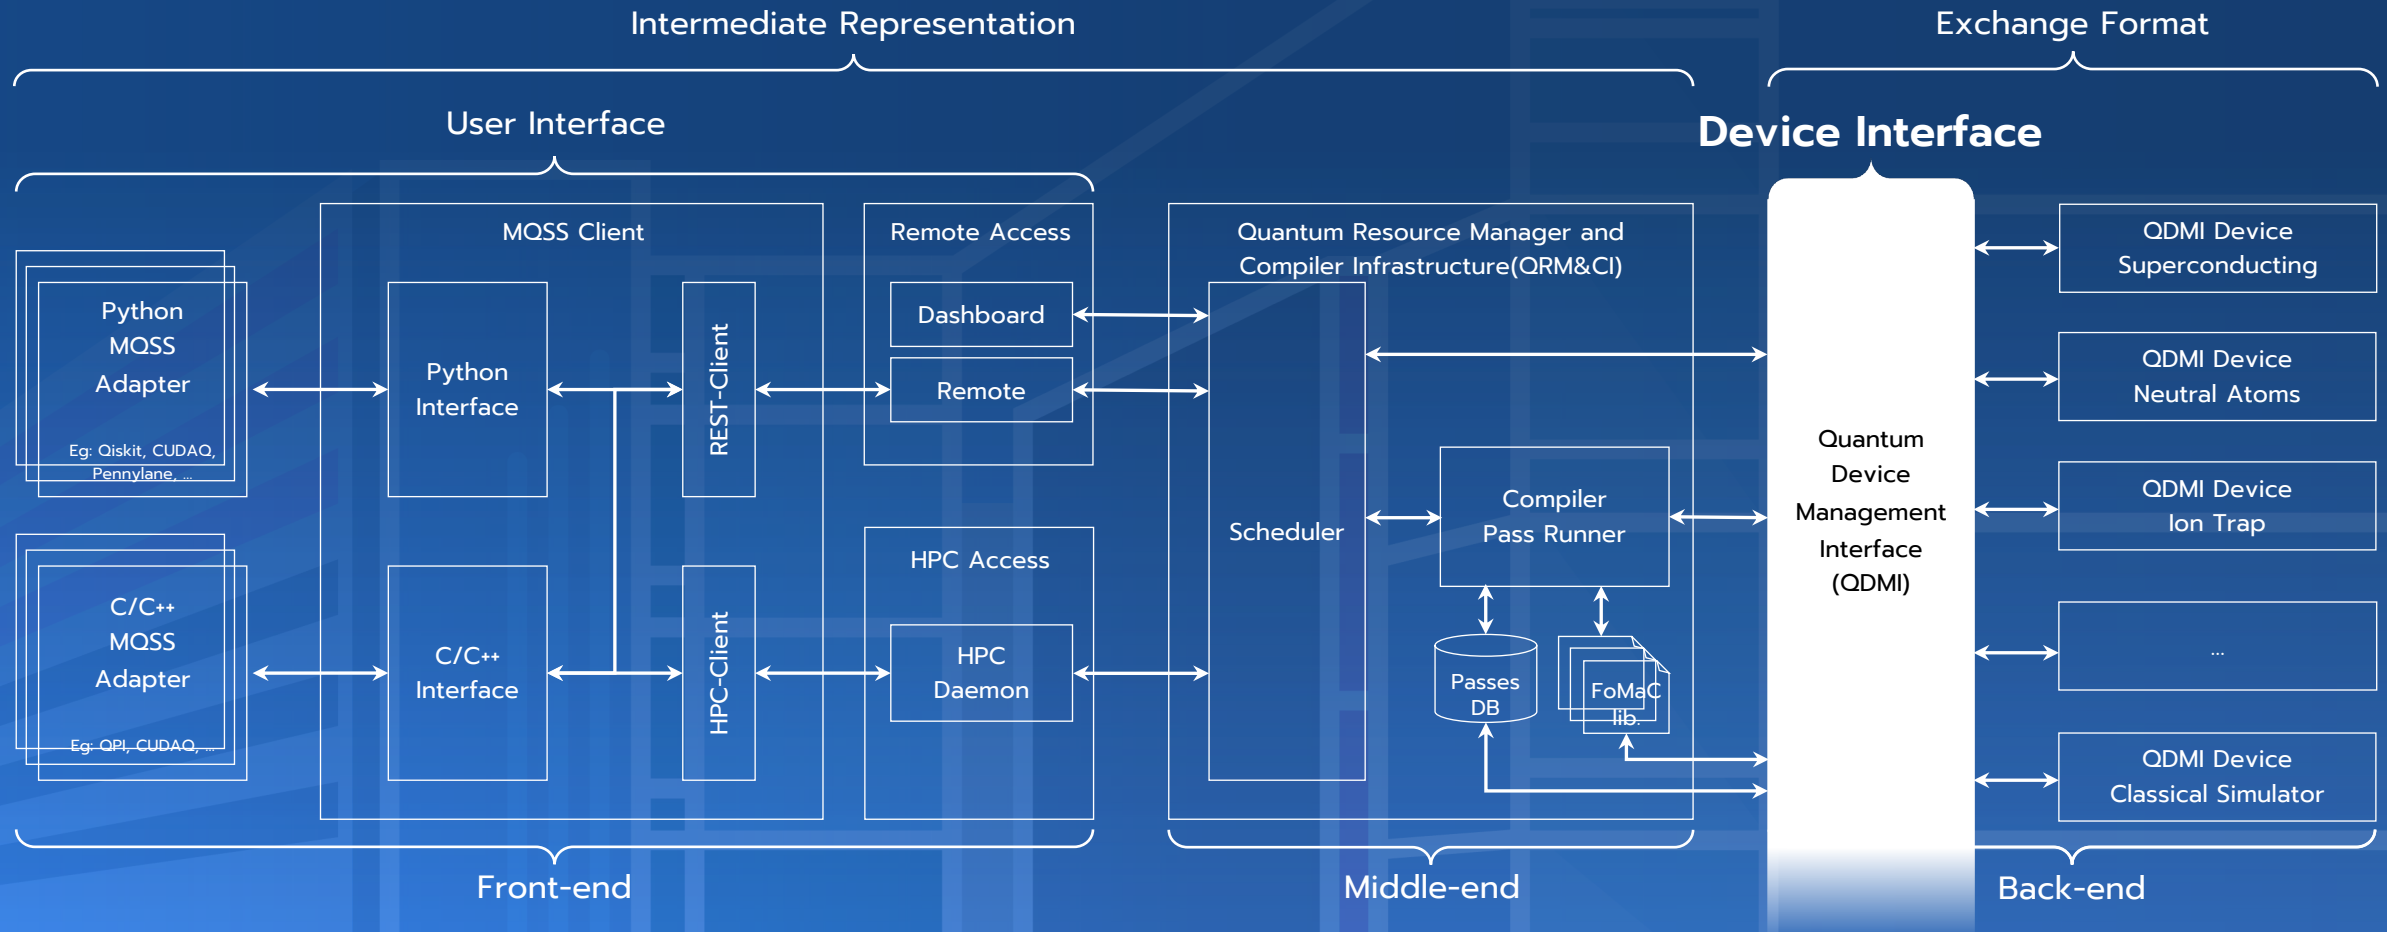 Intermediate Representation
Exchange Format
User Interface
Device Interface
Python
MQSS
Adapter
Eg: Qiskit, CUDAQ,
Pennylane, ...
C/C++
MQSS
Adapter
Eg: QPI, CUDAQ, ...
MQSS Client
Python
Interface
C/C++
Interface
REST-Client
HPC-Client
Remote Access
Dashboard
Remote
HPC Access
HPC
Daemon
Quantum Resource Manager and
Compiler Infrastructure(QRM&CI)
Scheduler
Compiler
Pass Runner
Passes
DB
FoMaC
lib.
Quantum
Device
Management
Interface
(QDMI)
QDMI Device
Superconducting
QDMI Device
Neutral Atoms
QDMI Device
Ion Trap
...
QDMI Device
Classical Simulator
Front-end
Middle-end
Back-end